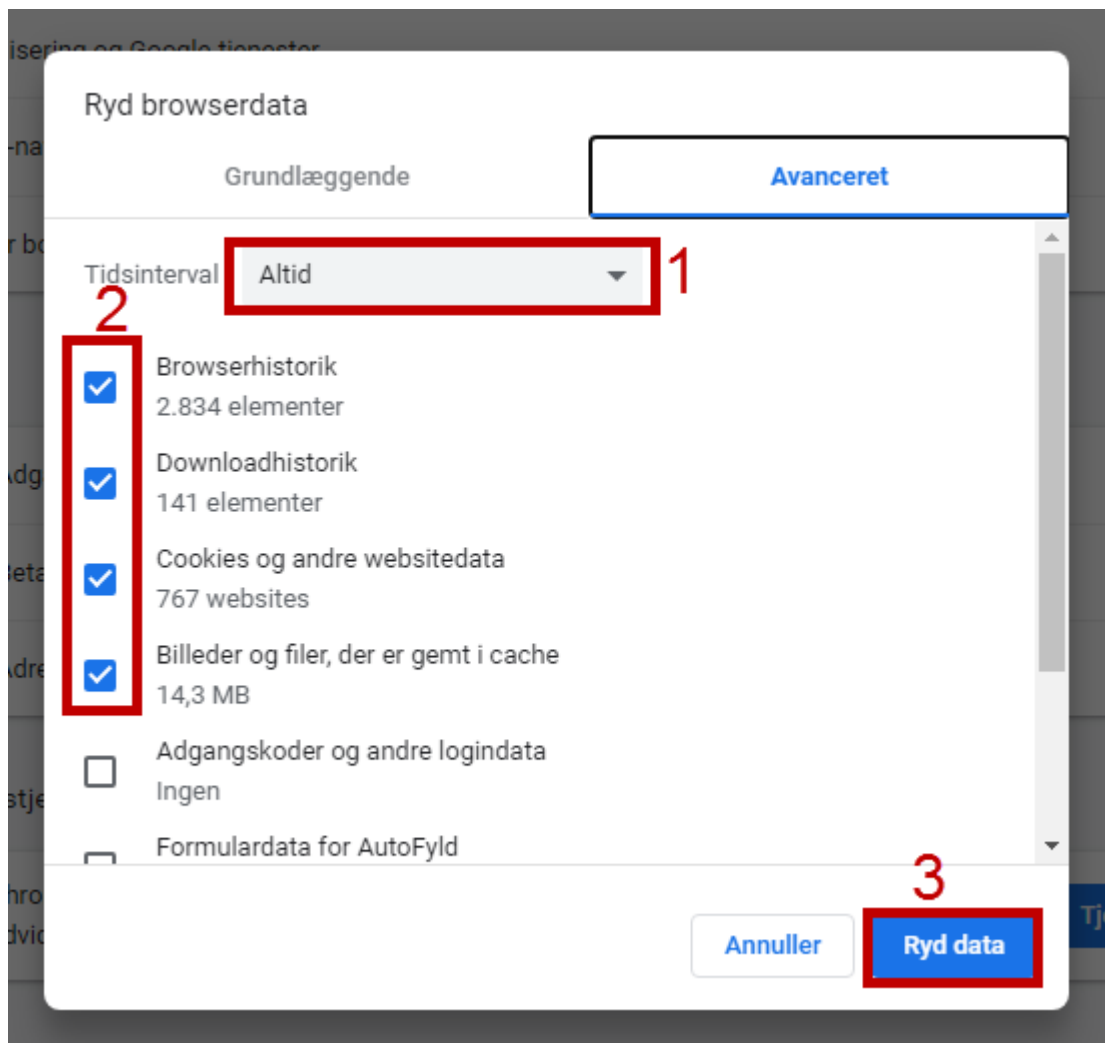 Ryd browserdata
Grundlæggende
Avanceret
Tidsinterval
Altid
1
2
Browserhistorik
2.834 elementer
Downloadhistorik
141 elementer
Cookies og andre websitedata
767 websites
Billeder og filer, der er gemt i cache
14,3 MB
Adgangskoder og andre logindata
Ingen
Formulardata for AutoFyld
3
Annuller
Ryd data